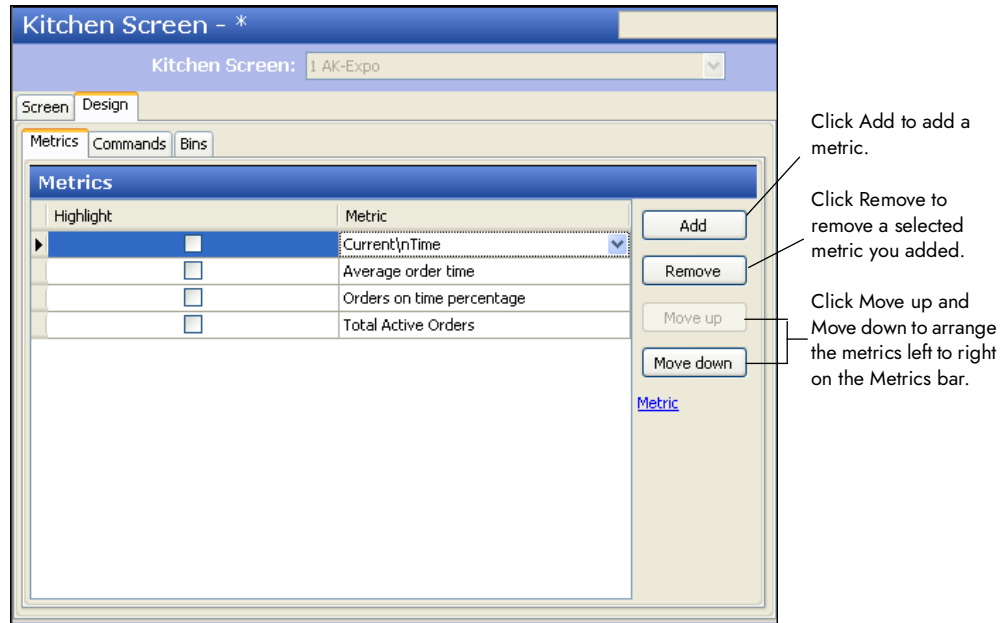 Kitchen Screen - *
Kitchen Screen: 1 AK-Expo
Screen Design
Metrics Commands Bins
Metrics
Highlight Metric
Current\nTime
Average order time
Orders on time percentage
Total Active Orders
Add
Remove
Move up
Move down
Metric
Click Add to add a
metric.
Click Remove to
remove a selected
metric you added.
Click Move up and
Move down to arrange
the metrics left to right
on the Metrics bar.